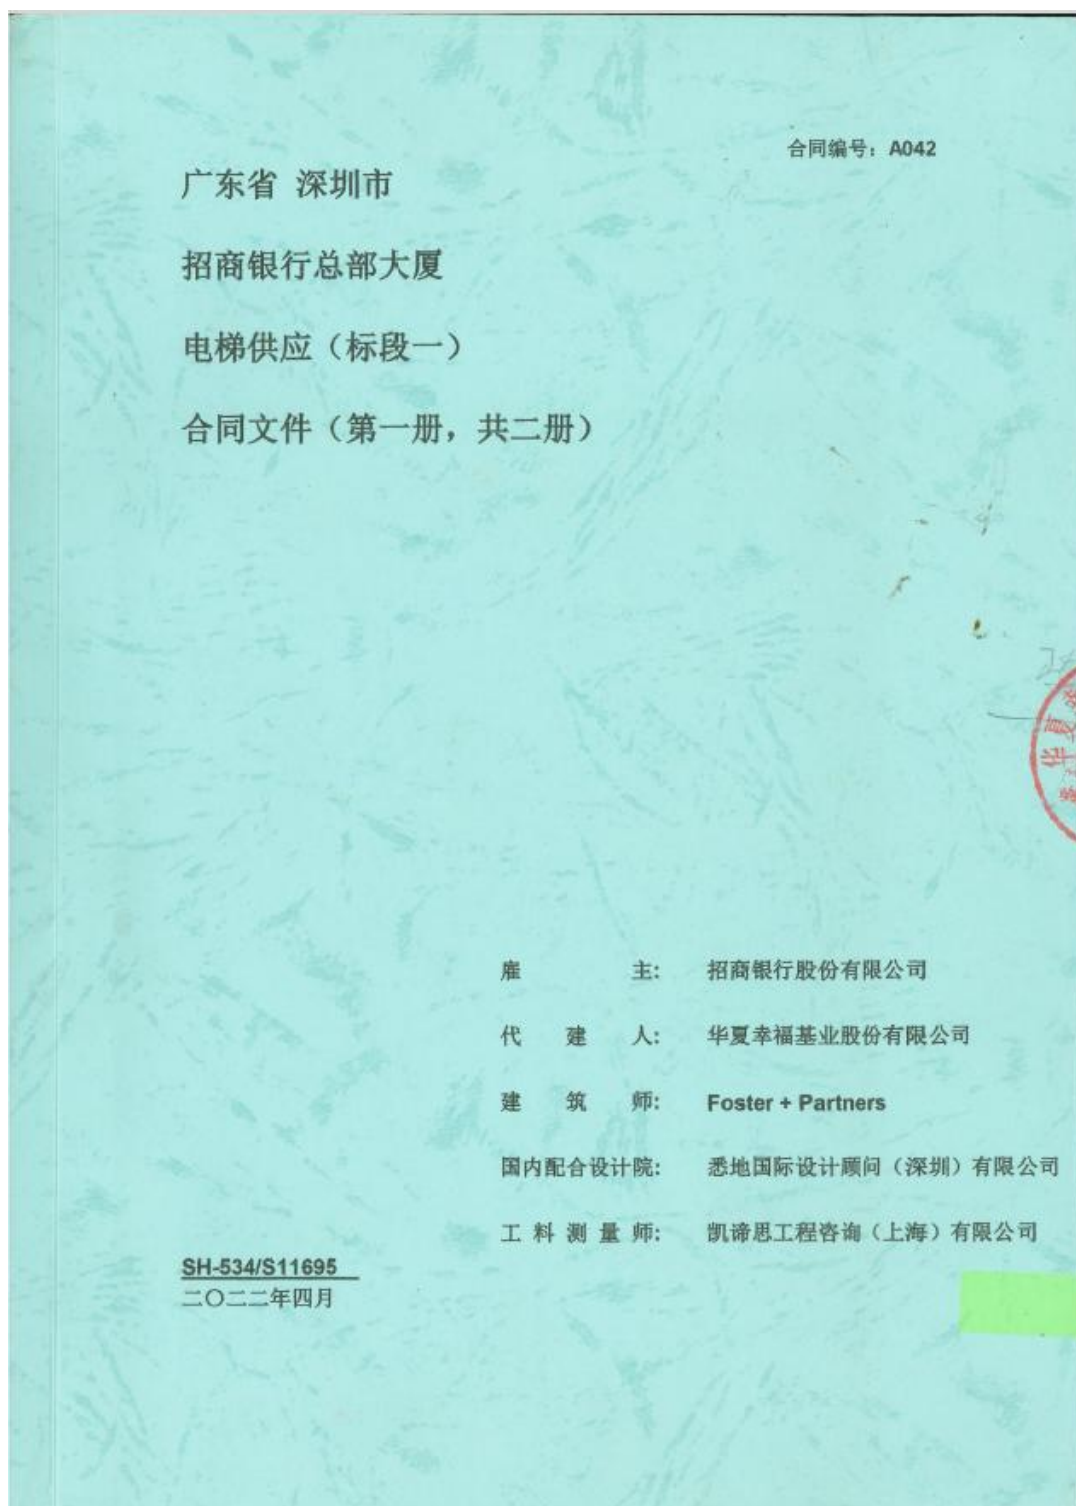 合同编号：A042
广东省 深圳市
招商银行总部大厦
电梯供应（标段一）
合同文件（第一册，共二册）
华夏
雇主: 招商银行股份有限公司
代建人: 华夏幸福基业股份有限公司
建筑师: Foster + Partners
国内配合设计院: 悉地国际设计顾问（深圳）有限公司
工料测量师: 凯谛思工程咨询（上海）有限公司
SH-534/S11695
二〇二二年四月